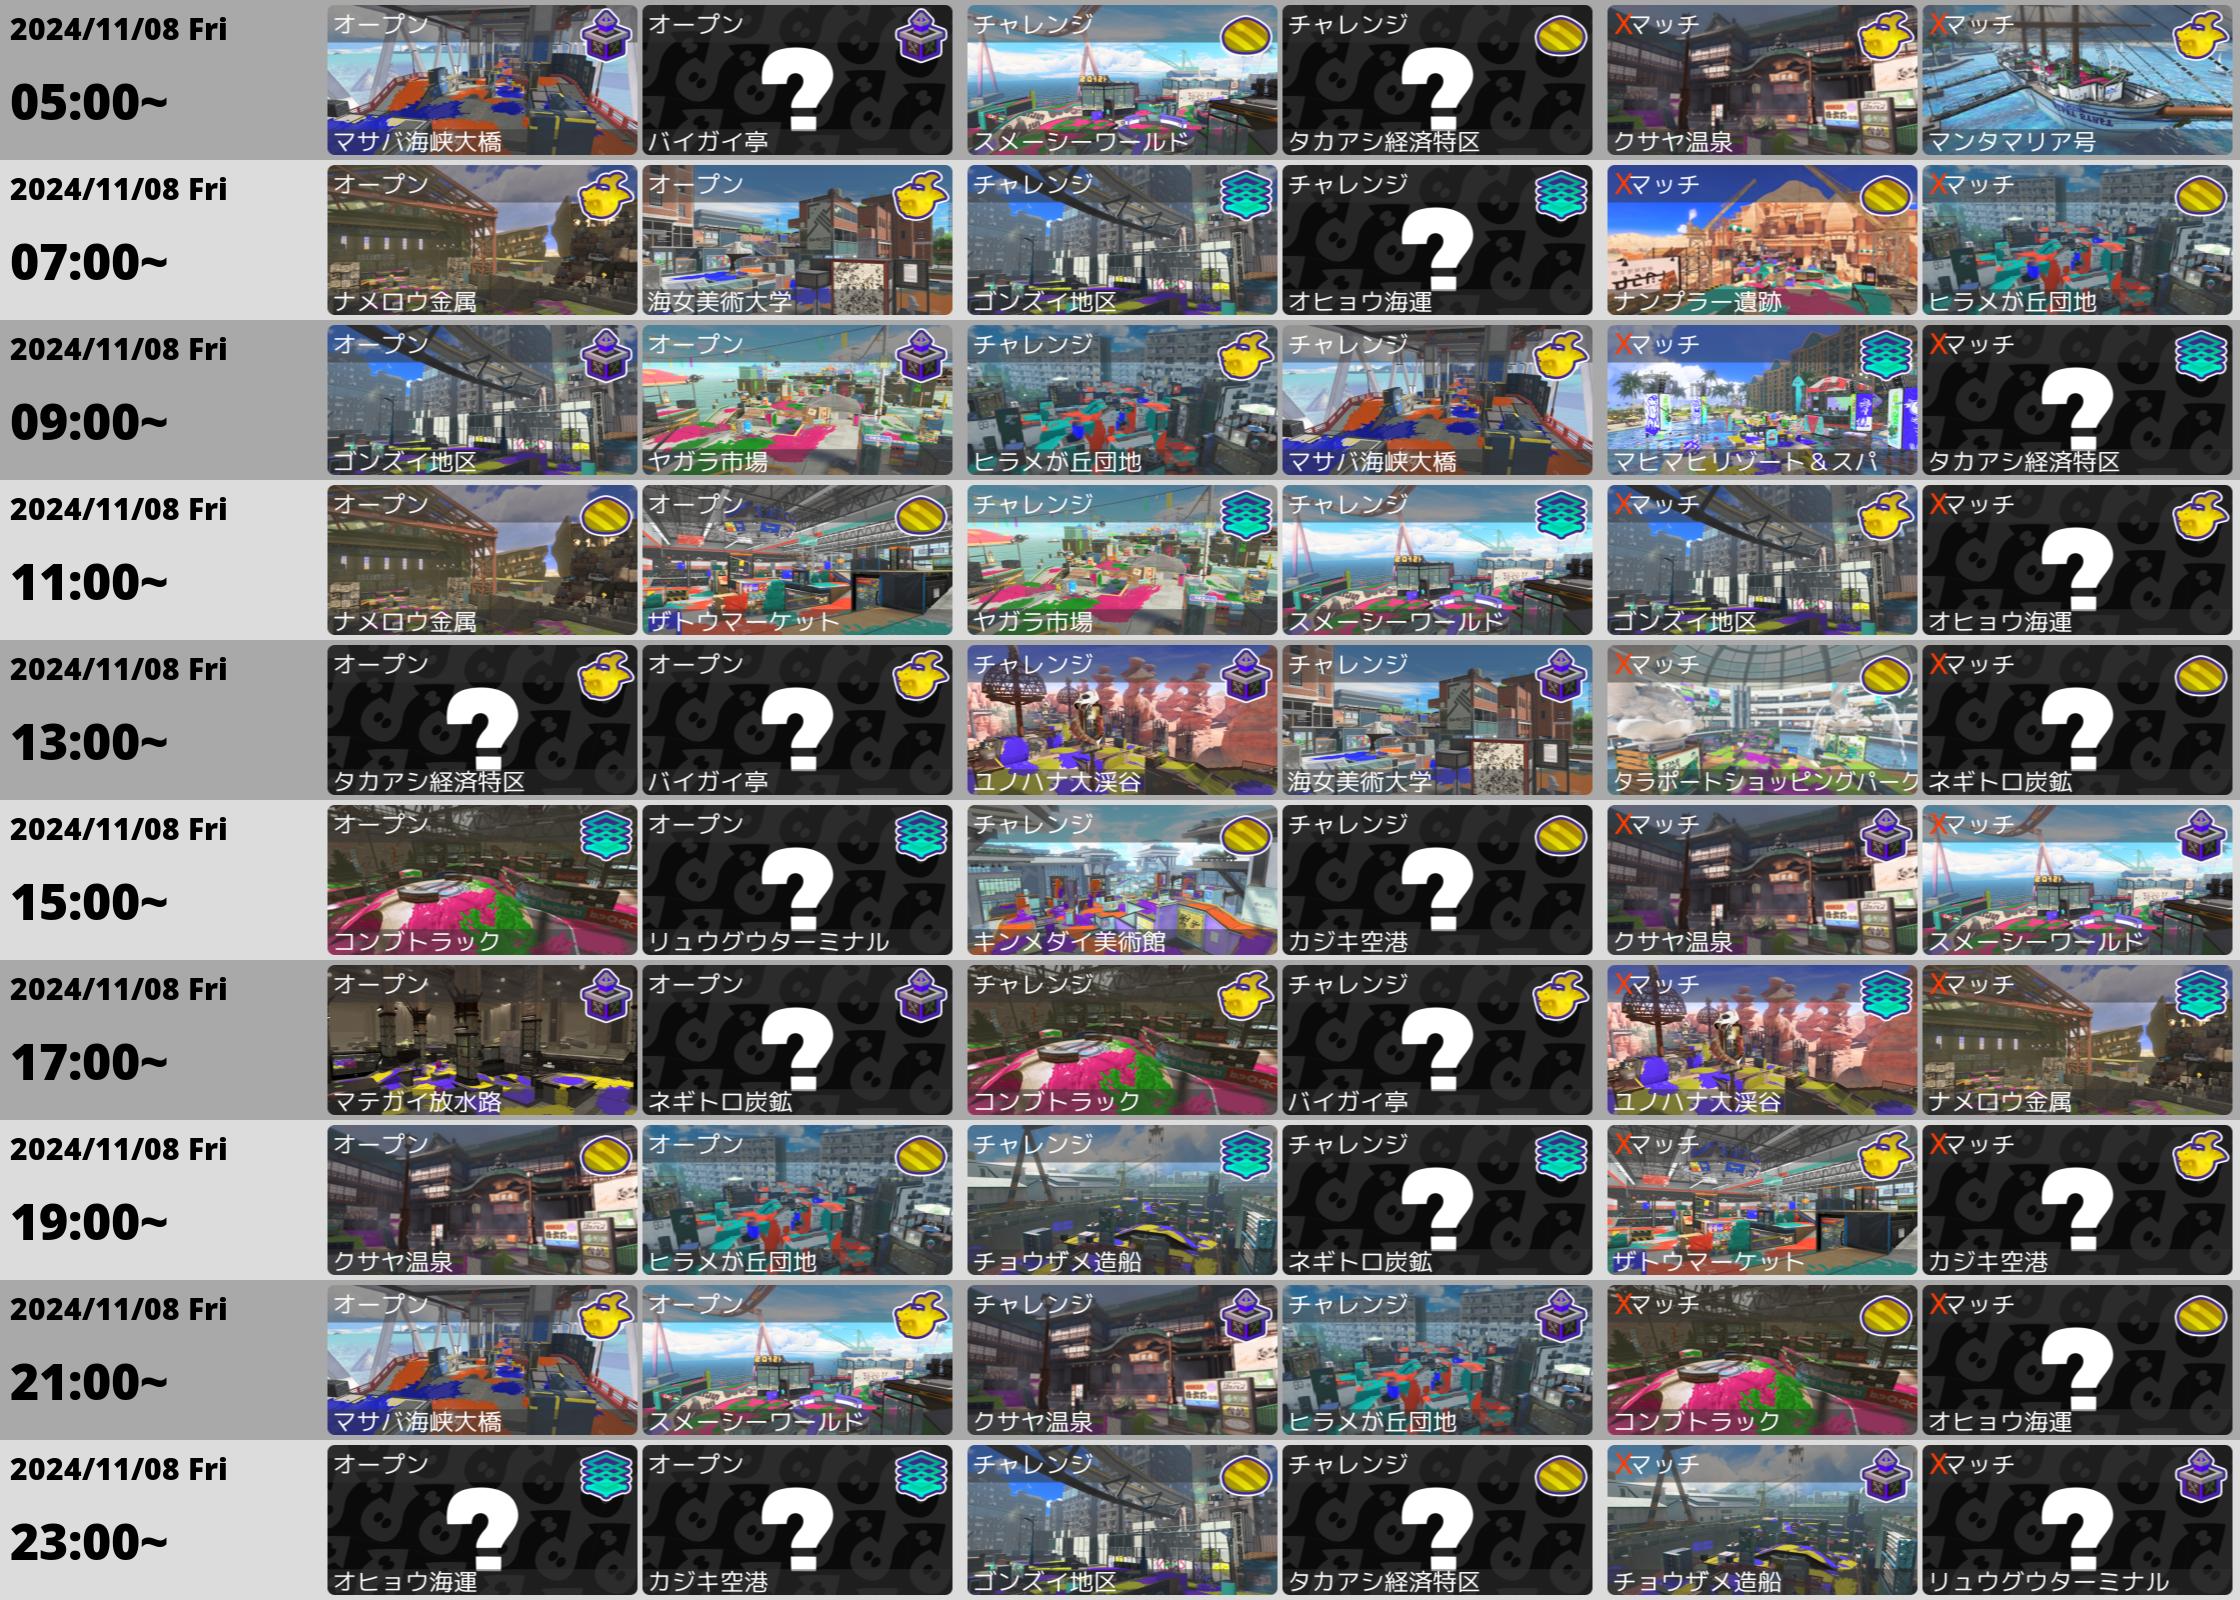 2024/11/08 Fri
05:00~
オープン
マサバ海峡大橋
オープン
バイガイ亭
チャレンジ
スメーシーワールド
チャレンジ
タカアシ経済特区
Xマッチ
クサヤ温泉
Xマッチ
マンタマリア号
2024/11/08 Fri
07:00~
オープン
ナメロウ金属
オープン
海女美術大学
チャレンジ
ゴンズイ地区
チャレンジ
オヒョウ海運
Xマッチ
ナンプラー遺跡
Xマッチ
ヒラメが丘団地
2024/11/08 Fri
09:00~
オープン
ゴンズイ地区
オープン
ヤガラ市場
チャレンジ
ヒラメが丘団地
チャレンジ
マサバ海峡大橋
Xマッチ
マヒマヒリゾート＆スパ
Xマッチ
タカアシ経済特区
2024/11/08 Fri
11:00~
オープン
ナメロウ金属
オープン
ザトウマーケット
チャレンジ
ヤガラ市場
チャレンジ
スメーシーワールド
Xマッチ
ゴンズイ地区
Xマッチ
オヒョウ海運
2024/11/08 Fri
13:00~
オープン
タカアシ経済特区
オープン
バイガイ亭
チャレンジ
ユノハナ大渓谷
チャレンジ
海女美術大学
Xマッチ
タラポートショッピングパーク
Xマッチ
ネギトロ炭鉱
2024/11/08 Fri
15:00~
オープン
コンブトラック
オープン
リュウグウターミナル
チャレンジ
キンメダイ美術館
チャレンジ
カジキ空港
Xマッチ
クサヤ温泉
Xマッチ
スメーシーワールド
2024/11/08 Fri
17:00~
オープン
マテガイ放水路
オープン
ネギトロ炭鉱
チャレンジ
コンブトラック
チャレンジ
バイガイ亭
Xマッチ
ユノハナ大渓谷
Xマッチ
ナメロウ金属
2024/11/08 Fri
19:00~
オープン
クサヤ温泉
オープン
ヒラメが丘団地
チャレンジ
チョウザメ造船
チャレンジ
ネギトロ炭鉱
Xマッチ
ザトウマーケット
Xマッチ
カジキ空港
2024/11/08 Fri
21:00~
オープン
マサバ海峡大橋
オープン
スメーシーワールド
チャレンジ
クサヤ温泉
チャレンジ
ヒラメが丘団地
Xマッチ
コンブトラック
Xマッチ
オヒョウ海運
2024/11/08 Fri
23:00~
オープン
オヒョウ海運
オープン
カジキ空港
チャレンジ
ゴンズイ地区
チャレンジ
タカアシ経済特区
Xマッチ
チョウザメ造船
Xマッチ
リュウグウターミナル